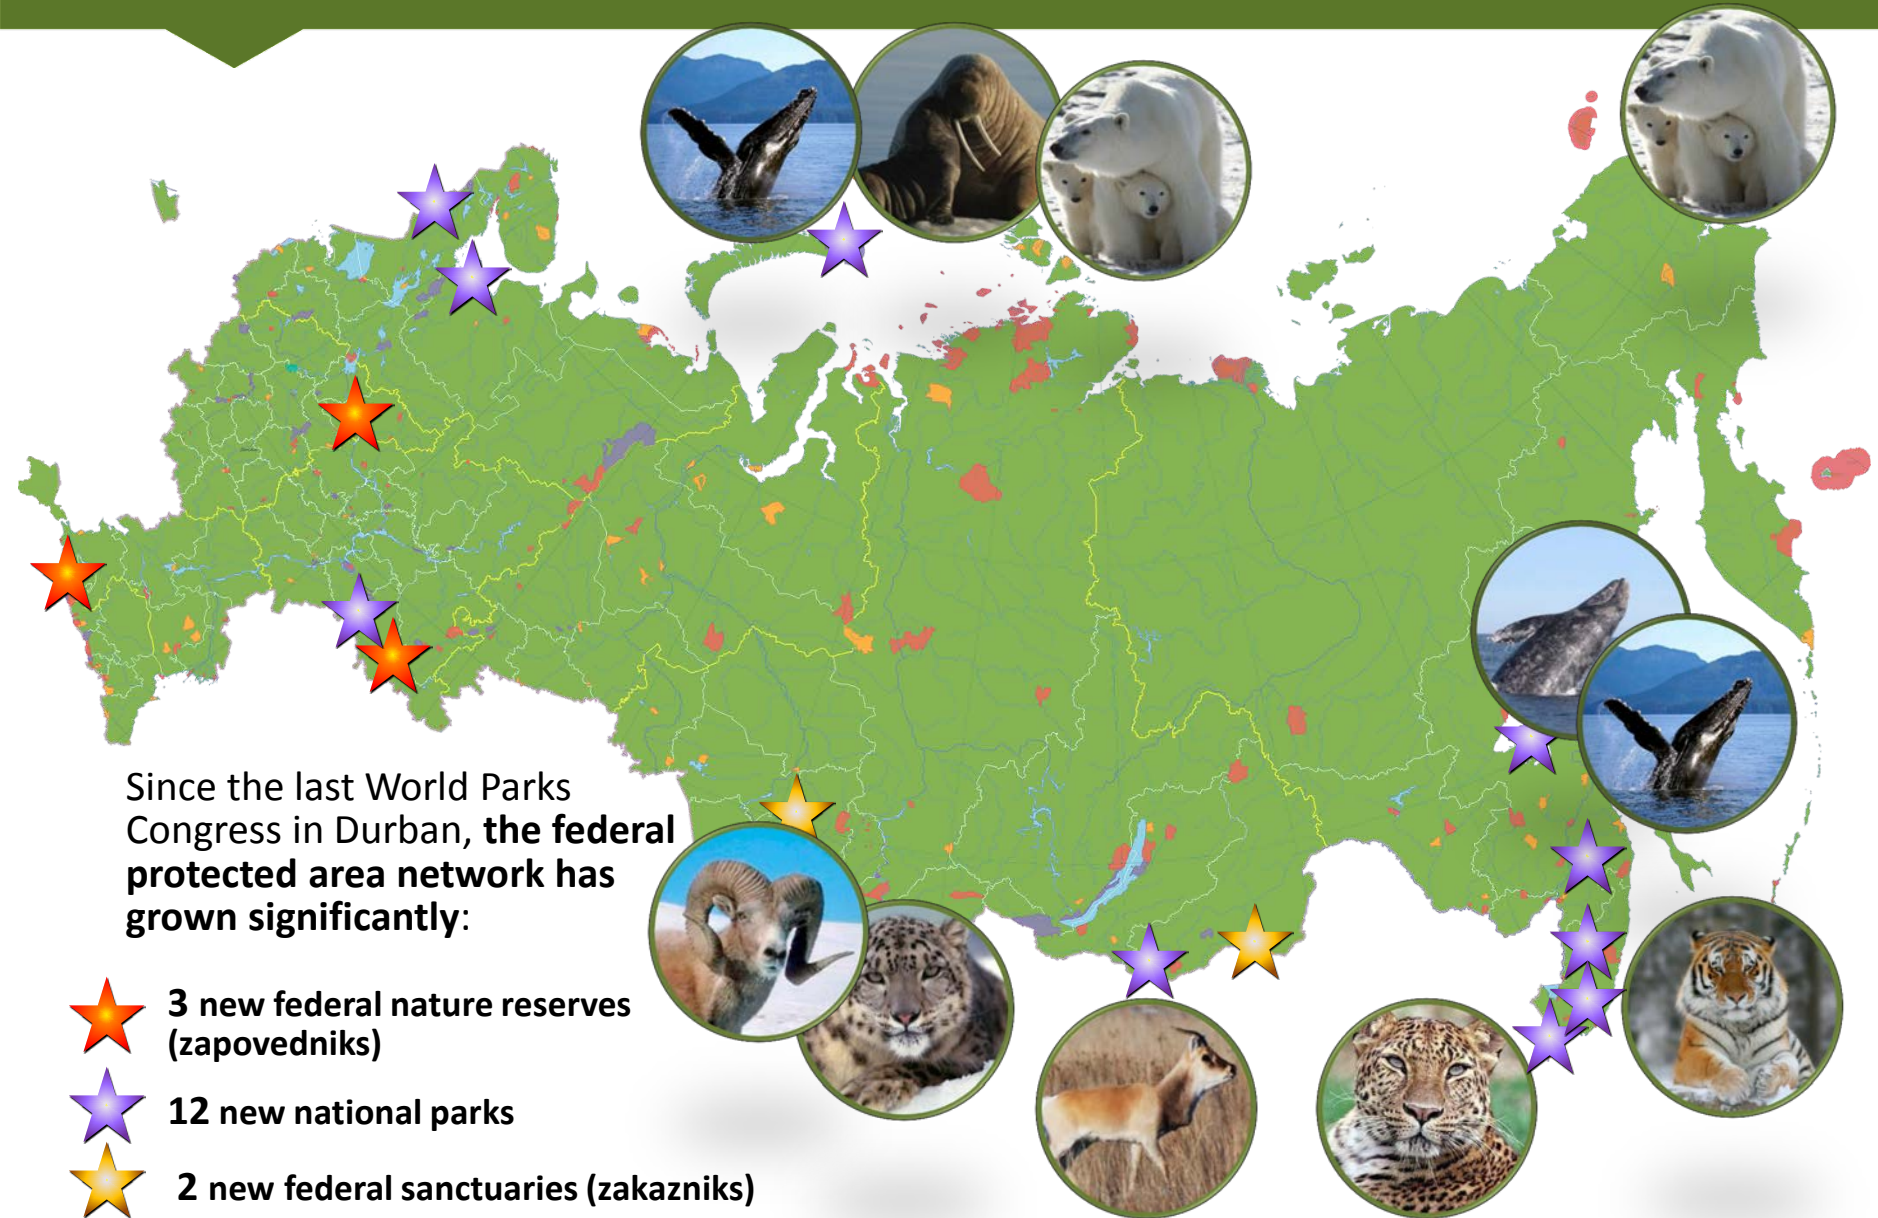 Since the last World Parks
Congress in Durban, the federal
protected area network has
grown significantly:
3 new federal nature reserves
(zapovedniks)
12 new national parks
2 new federal sanctuaries (zakazniks)